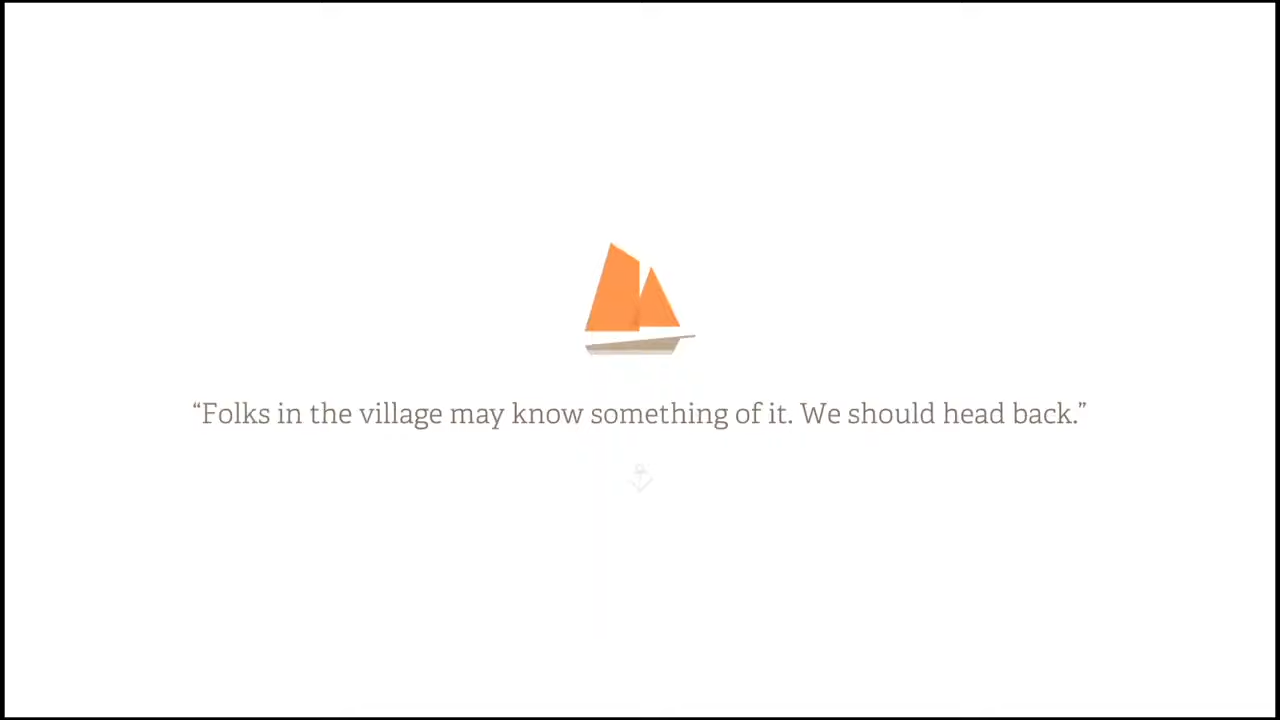 “Folks in the village may know something of it. We should head back.”